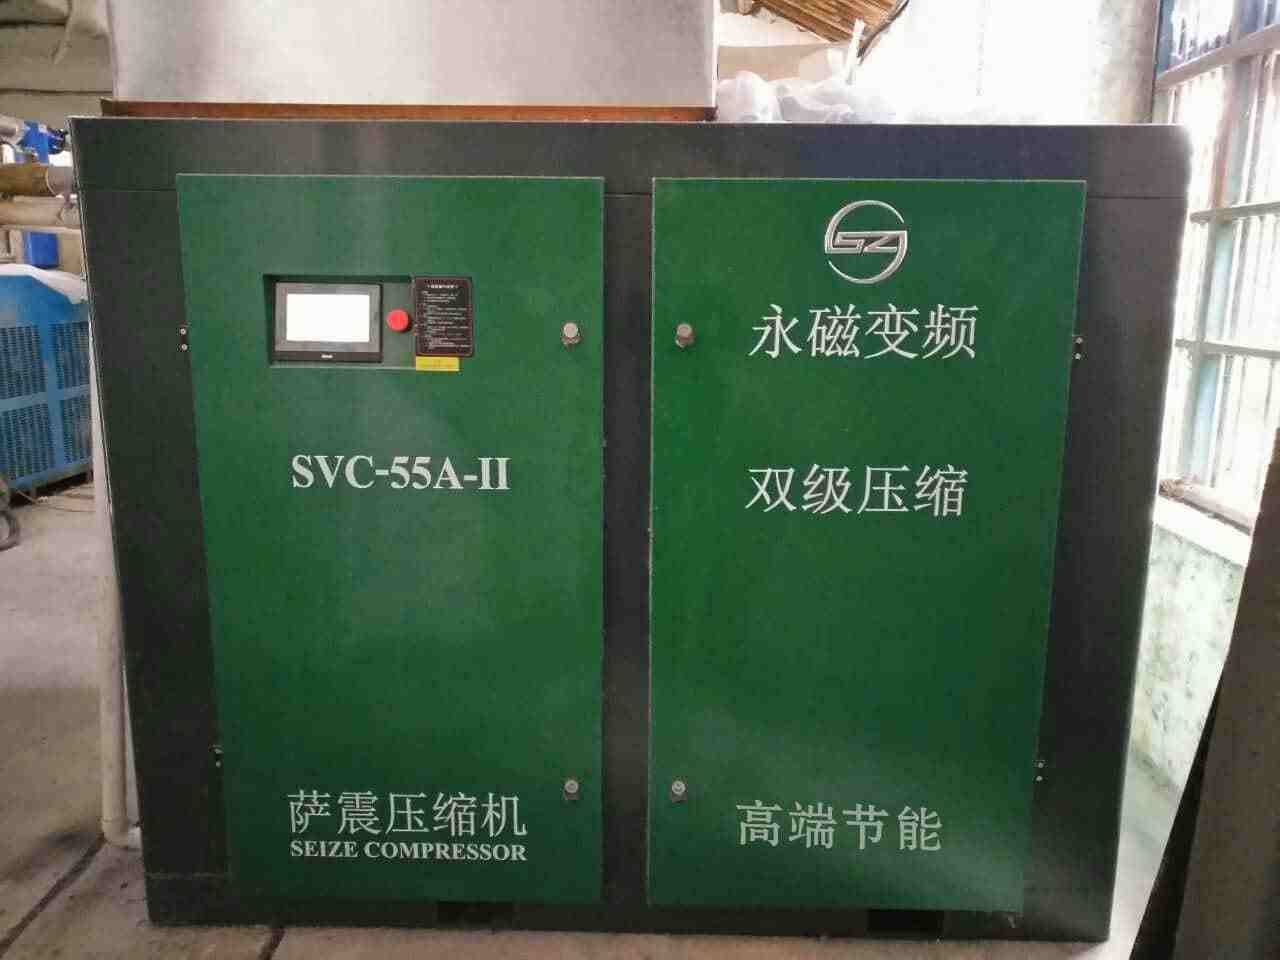 SZ
永磁变频
SVC-55A-II
双级压缩
萨震压缩机
SEIZE COMPRESSOR
高端节能